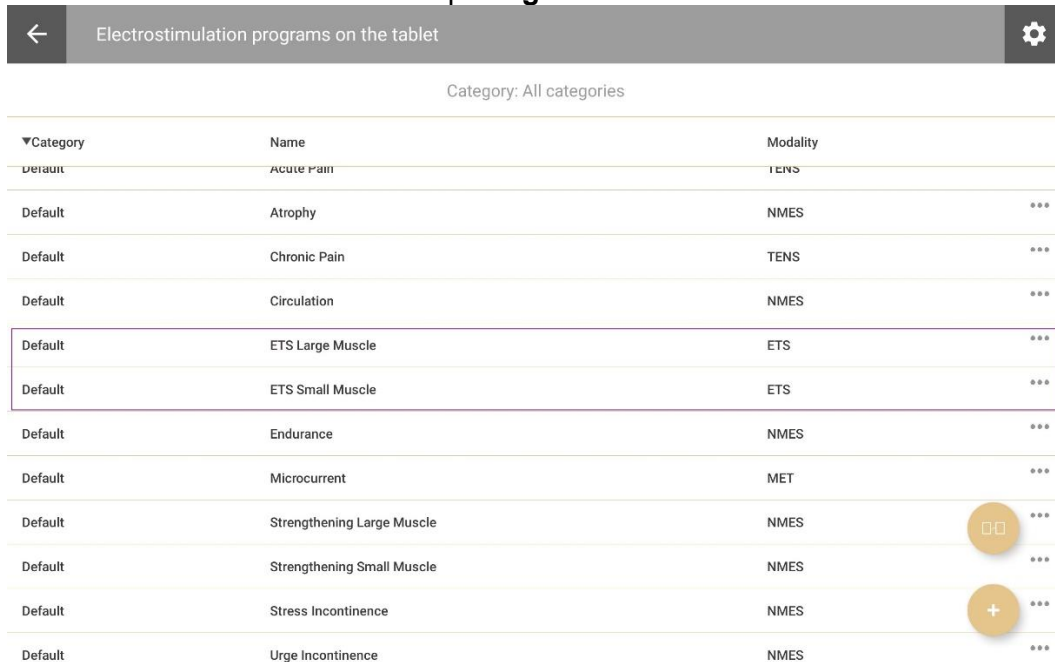 Electrostimulation programs on the tablet
Category: All categories
▼Category Name Modality
Default Acute Pain TENS
Default Atrophy NMES
Default Chronic Pain TENS
Default Circulation NMES
Default ETS Large Muscle ETS
Default ETS Small Muscle ETS
Default Endurance NMES
Default Microcurrent MET
Default Strengthening Large Muscle NMES
Default Strengthening Small Muscle NMES
Default Stress Incontinence NMES
Default Urge Incontinence NMES